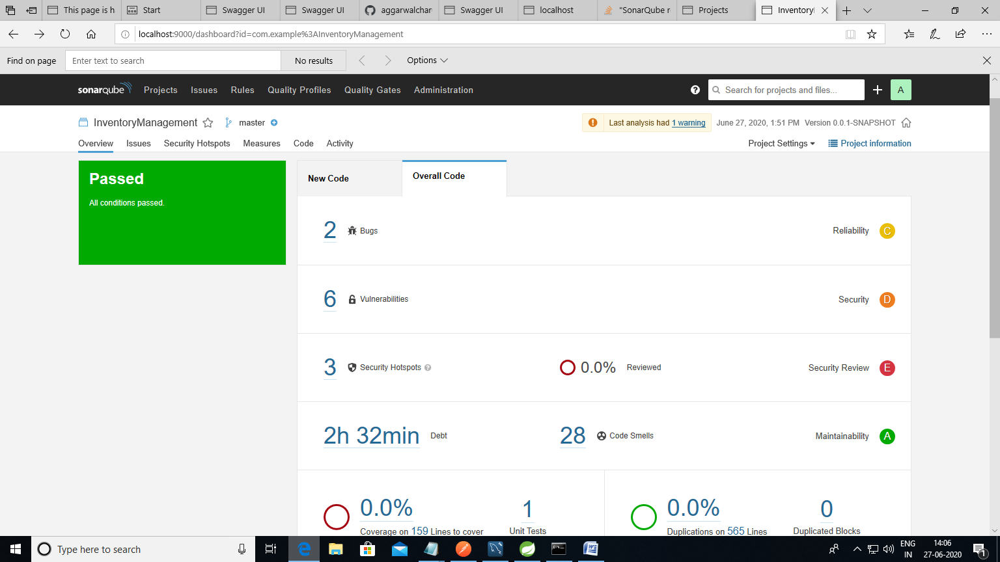 This page is h
Start
Swagger UI
Swagger UI
aggarwalchar
Swagger UI
localhost
"SonarQube r
Projects
Inventory
localhost:9000/dashboard?id=com.example%3AInventoryManagement
Find on page
Enter text to search
No results
Options
sonarqube
Projects
Issues
Rules
Quality Profiles
Quality Gates
Administration
?
Search for projects and files...
A
InventoryManagement
master
Last analysis had 1 warning
June 27, 2020, 1:51 PM
Version 0.0.1-SNAPSHOT
Overview
Issues
Security Hotspots
Measures
Code
Activity
Project Settings
Project information
Passed
All conditions passed.
New Code
Overall Code
2 Bugs
Reliability C
6 Vulnerabilities
Security D
3 Security Hotspots ?
0.0% Reviewed
Security Review E
2h 32min Debt
28 Code Smells
Maintainability A
0.0%
Coverage on 159 Lines to cover
1
Unit Tests
0.0%
Duplications on 565 Lines
0
Duplicated Blocks
Type here to search
ENG
IN
14:06
27-06-2020
1